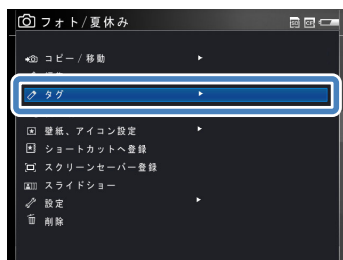 フォト/夏休み
SD CF
コピー / 移動
タグ
壁紙、アイコン設定
ショートカットへ登録
スクリーンセーバー登録
スライドショー
設定
削除